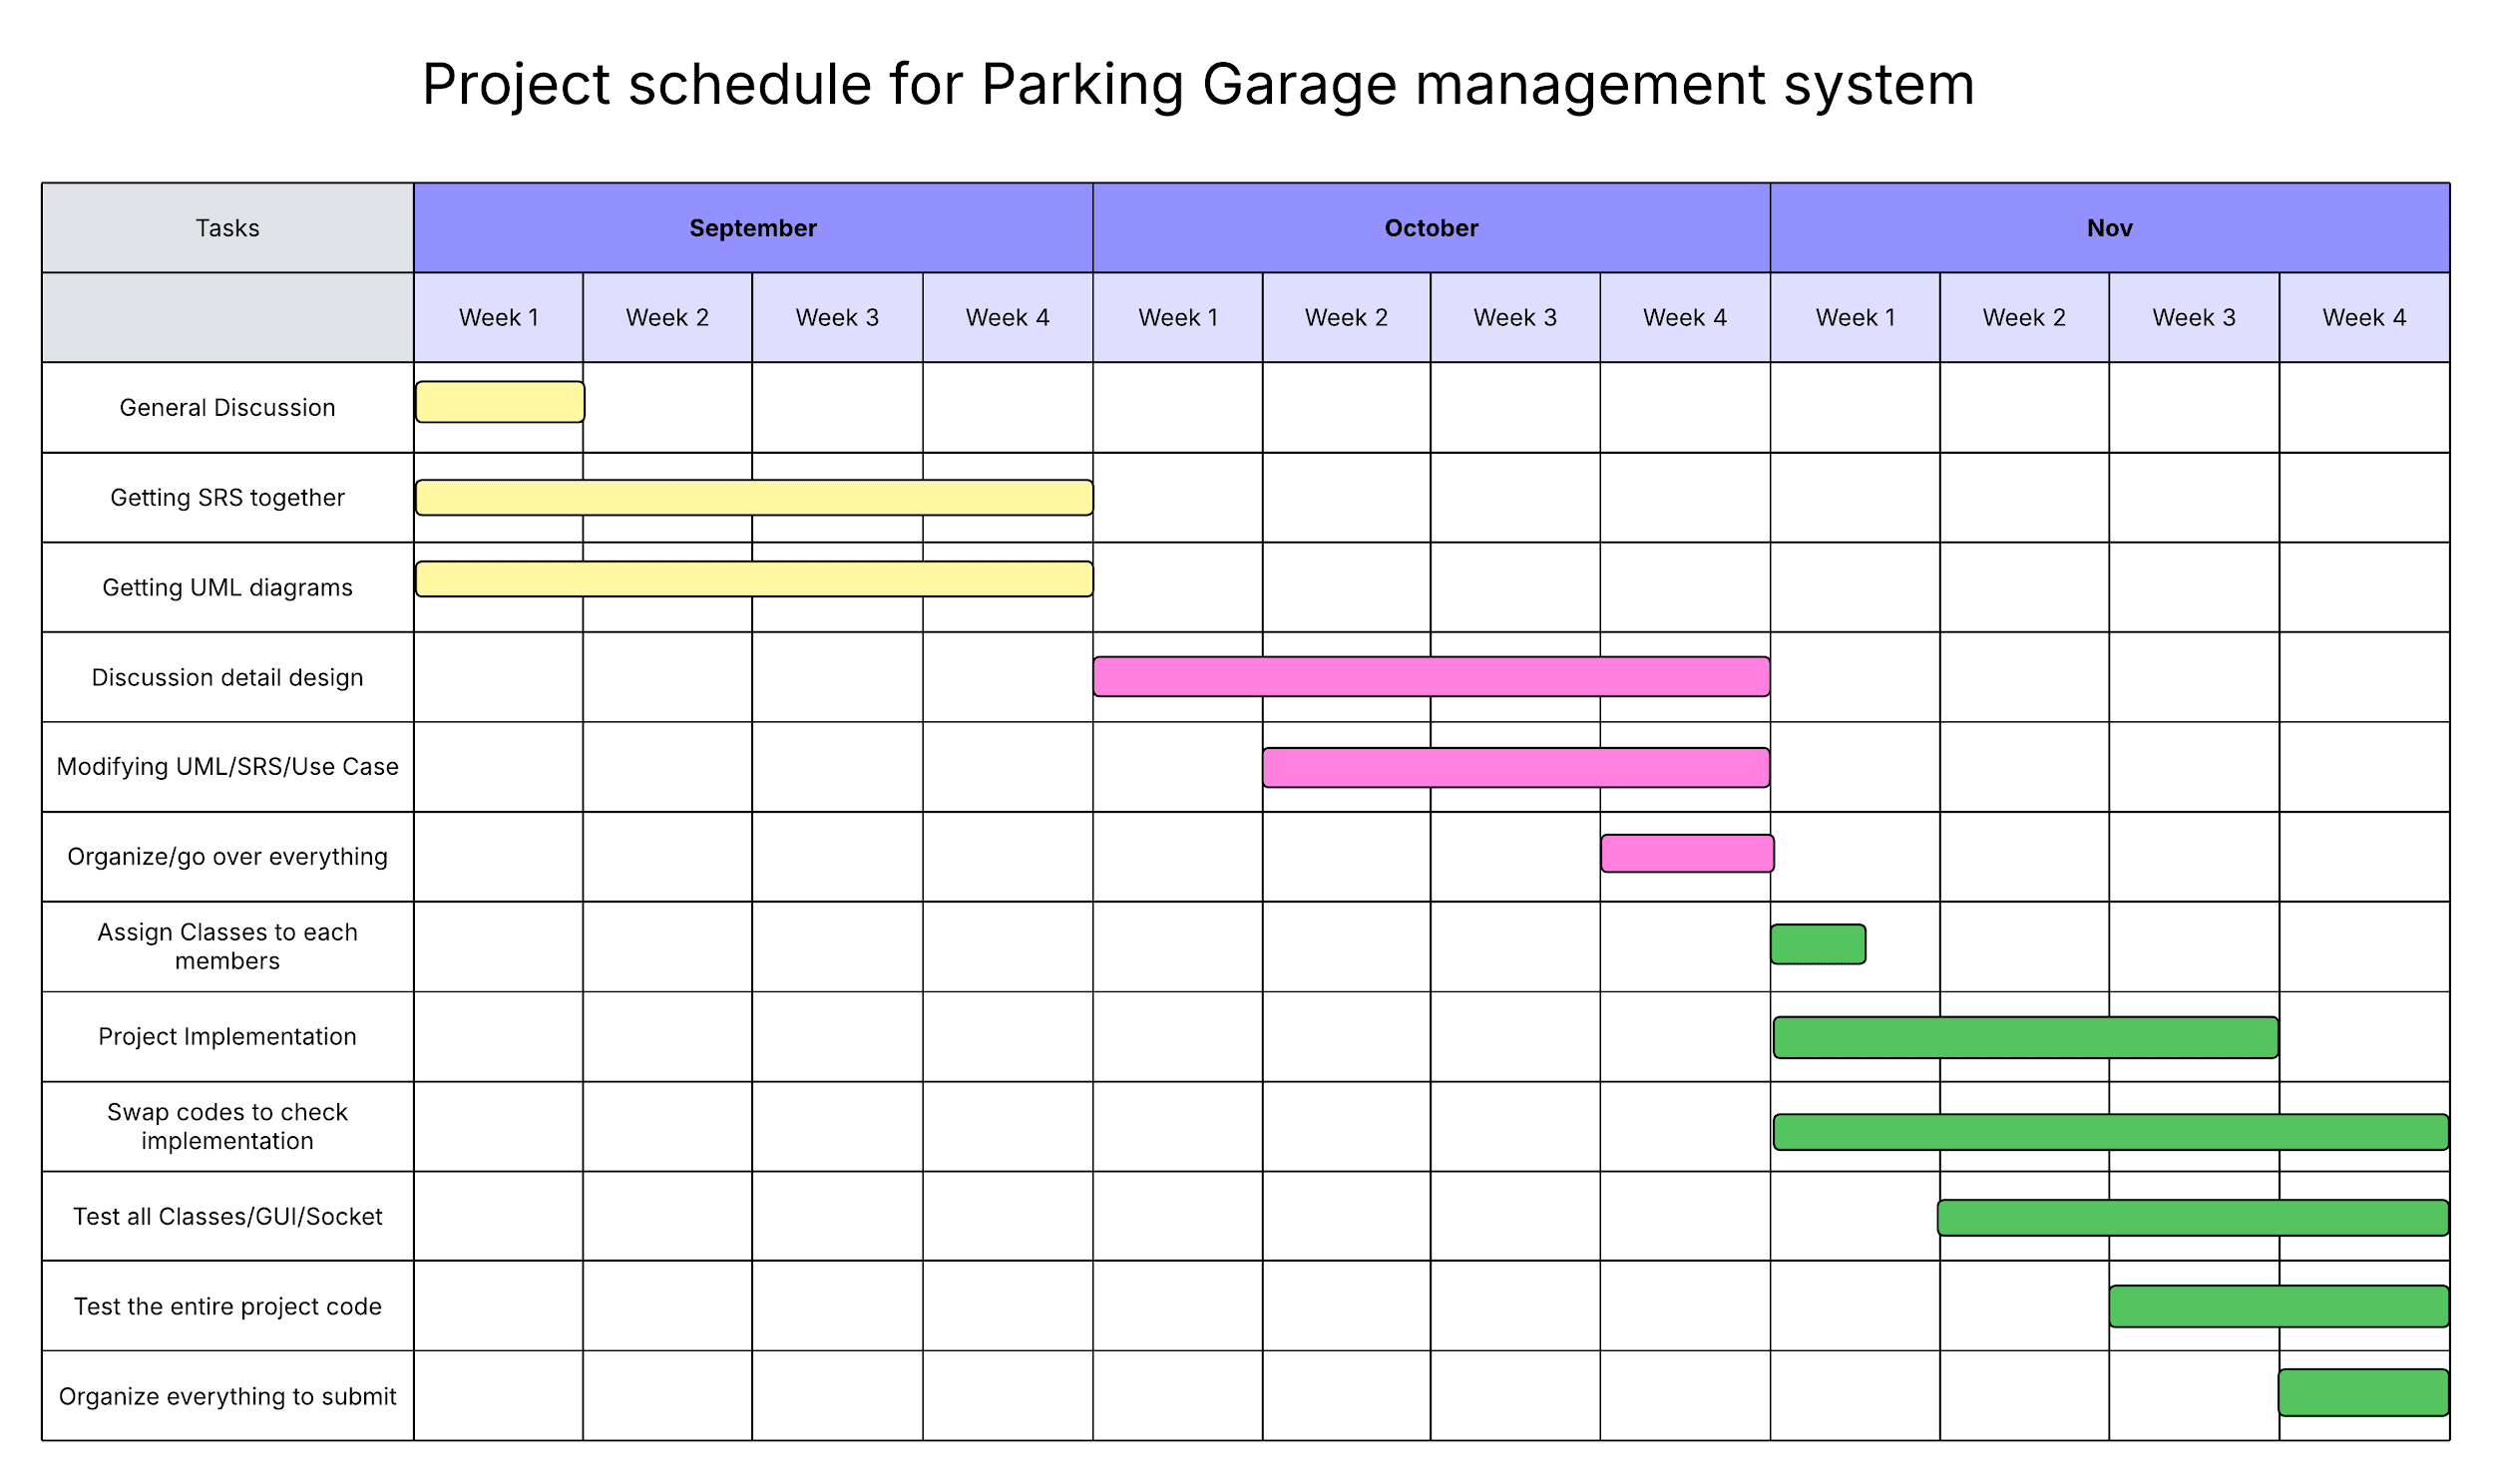 Project schedule for Parking Garage management system
Tasks
September
October
Nov
Week 1
Week 2
Week 3
Week 4
Week 1
Week 2
Week 3
Week 4
Week 1
Week 2
Week 3
Week 4
General Discussion
Getting SRS together
Getting UML diagrams
Discussion detail design
Modifying UML/SRS/Use Case
Organize/go over everything
Assign Classes to each
members
Project Implementation
Swap codes to check
implementation
Test all Classes/GUI/Socket
Test the entire project code
Organize everything to submit